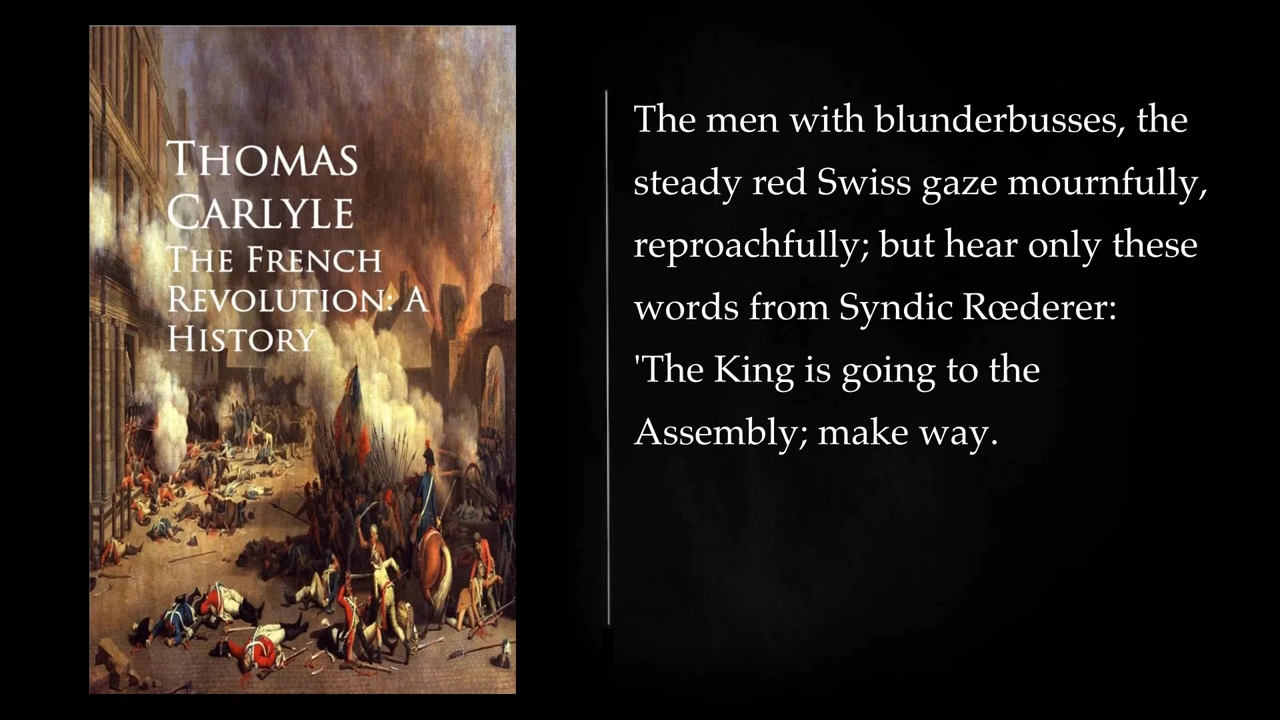 THOMAS
CARLYLE
THE FRENCH
REVOLUTION: A
HISTORY
The men with blunderbusses, the
steady red Swiss gaze mournfully,
reproachfully; but hear only these
words from Syndic Rœderer:
'The King is going to the
Assembly; make way.